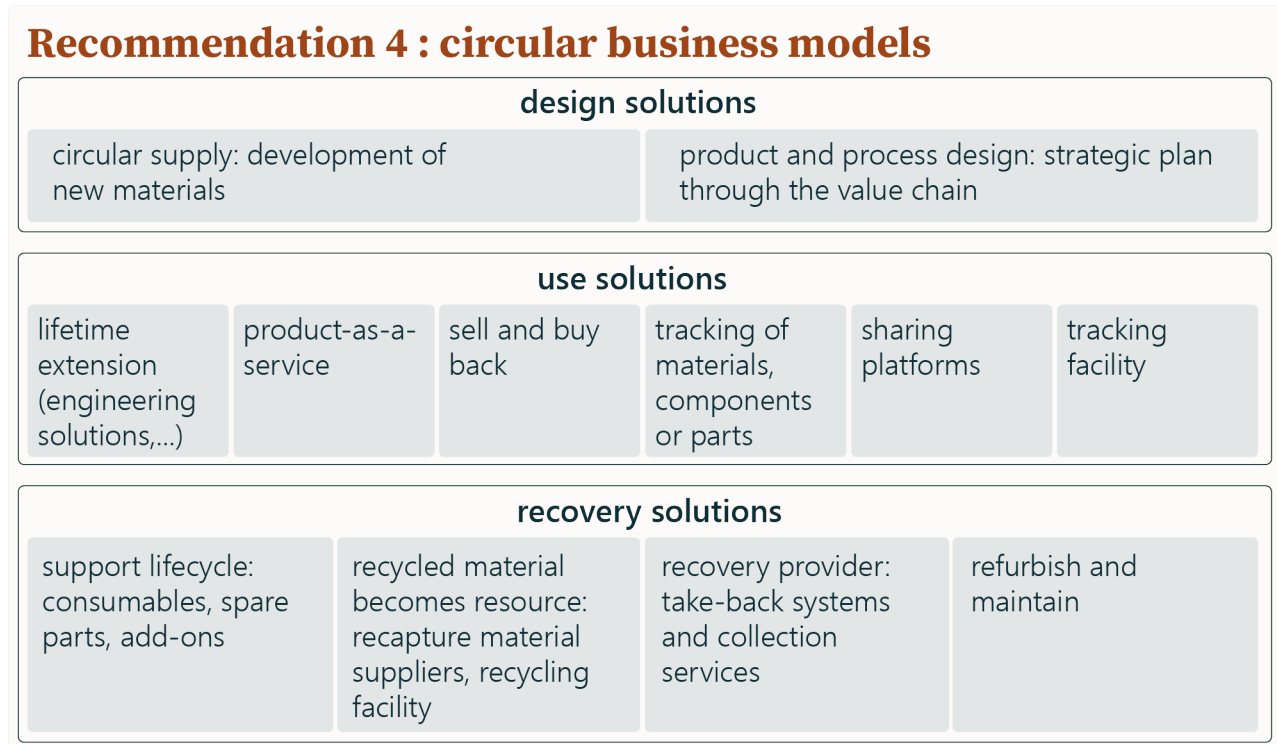 Recommendation 4 : circular business models
design solutions
circular supply: development of
new materials
product and process design: strategic plan
through the value chain
use solutions
lifetime
extension
(engineering
solutions,...)
product-as-a-
service
sell and buy
back
tracking of
materials,
components
or parts
sharing
platforms
tracking
facility
recovery solutions
support lifecycle:
consumables, spare
parts, add-ons
recycled material
becomes resource:
recapture material
suppliers, recycling
facility
recovery provider:
take-back systems
and collection
services
refurbish and
maintain